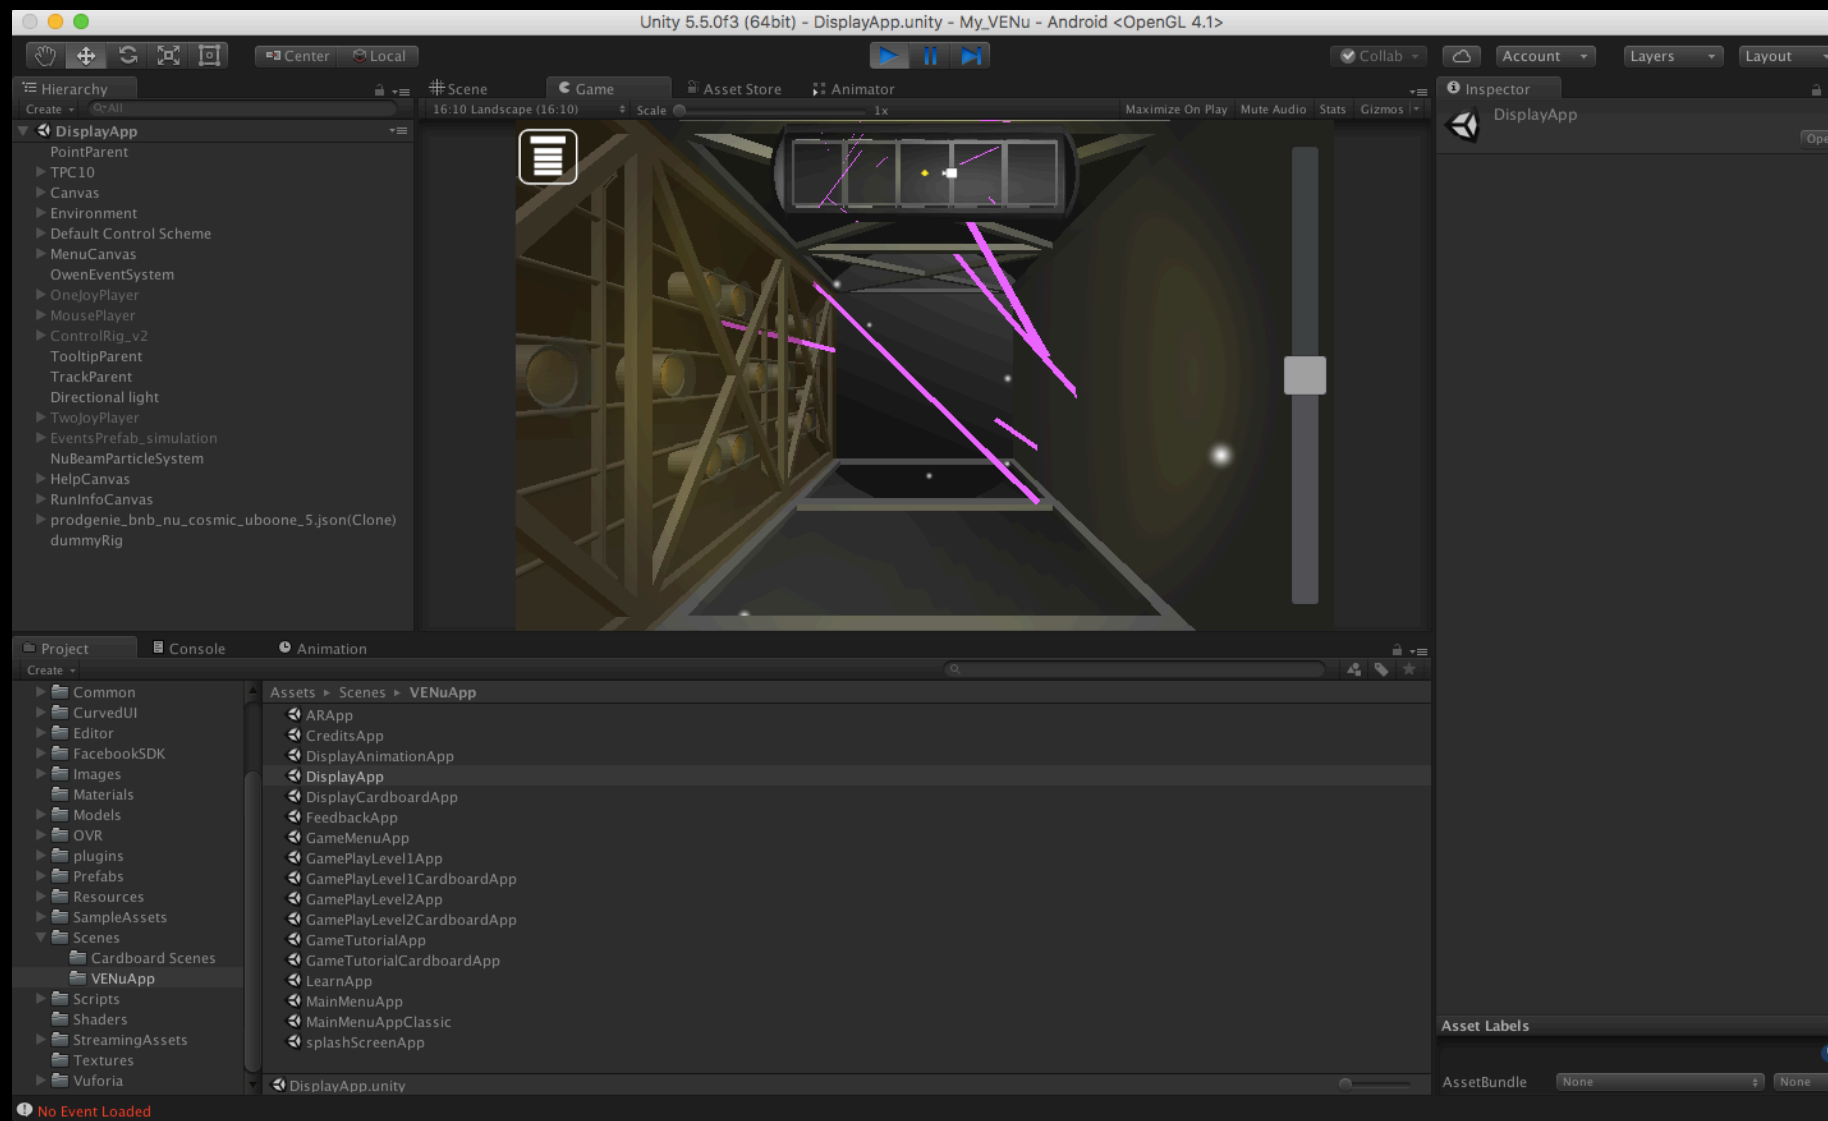 Unity 5.5.0f3 (64bit) - DisplayApp.unity - My_VENu - Android <OpenGL 4.1>
Center Local Collab Account Layers Layout
Hierarchy
Create All
DisplayApp
PointParent
TPC10
Canvas
Environment
Default Control Scheme
MenuCanvas
OwenEventSystem
OneJoyPlayer
MousePlayer
ControlRig_v2
TooltipParent
TrackParent
Directional light
TwoJoyPlayer
EventsPrefab_simulation
NuBeamParticleSystem
HelpCanvas
RunInfoCanvas
prodgenie_bnb_nu_cosmic_uboone_5.json(Clone)
dummyRig
Scene Game Asset Store Animator
16:10 Landscape (16:10) Scale 1x Maximize On Play Mute Audio Stats Gizmos
Inspector
DisplayApp
Ope
Project Console Animation
Create
Common
CurvedUI
Editor
FacebookSDK
Images
Materials
Models
OVR
plugins
Prefabs
Resources
SampleAssets
Scenes
Cardboard Scenes
VENuApp
Scripts
Shaders
StreamingAssets
Textures
Vuforia
Assets Scenes VENuApp
ARApp
CreditsApp
DisplayAnimationApp
DisplayApp
DisplayCardboardApp
FeedbackApp
GameMenuApp
GamePlayLevel1App
GamePlayLevel1CardboardApp
GamePlayLevel2App
GamePlayLevel2CardboardApp
GameTutorialApp
GameTutorialCardboardApp
LearnApp
MainMenuApp
MainMenuAppClassic
splashScreenApp
DisplayApp.unity
Asset Labels
AssetBundle None None
No Event Loaded